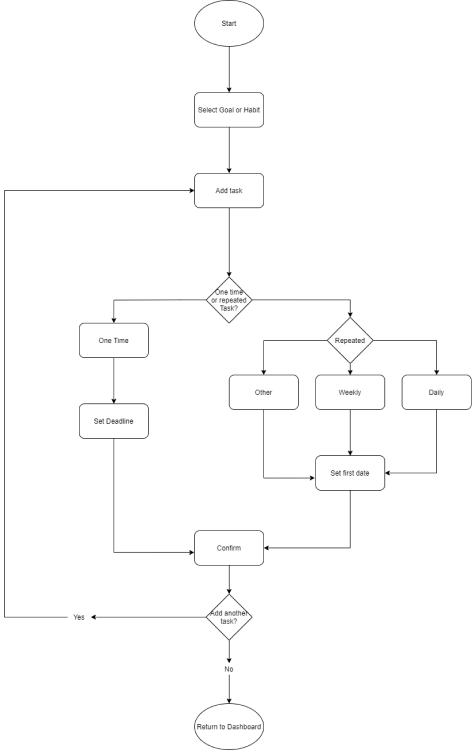 Start
Select Goal or Habit
Add task
One time
or repeated
Task?
One Time
Repeated
Other
Weekly
Daily
Set Deadline
Set first date
Confirm
Add another
task?
Yes
No
Return to Dashboard